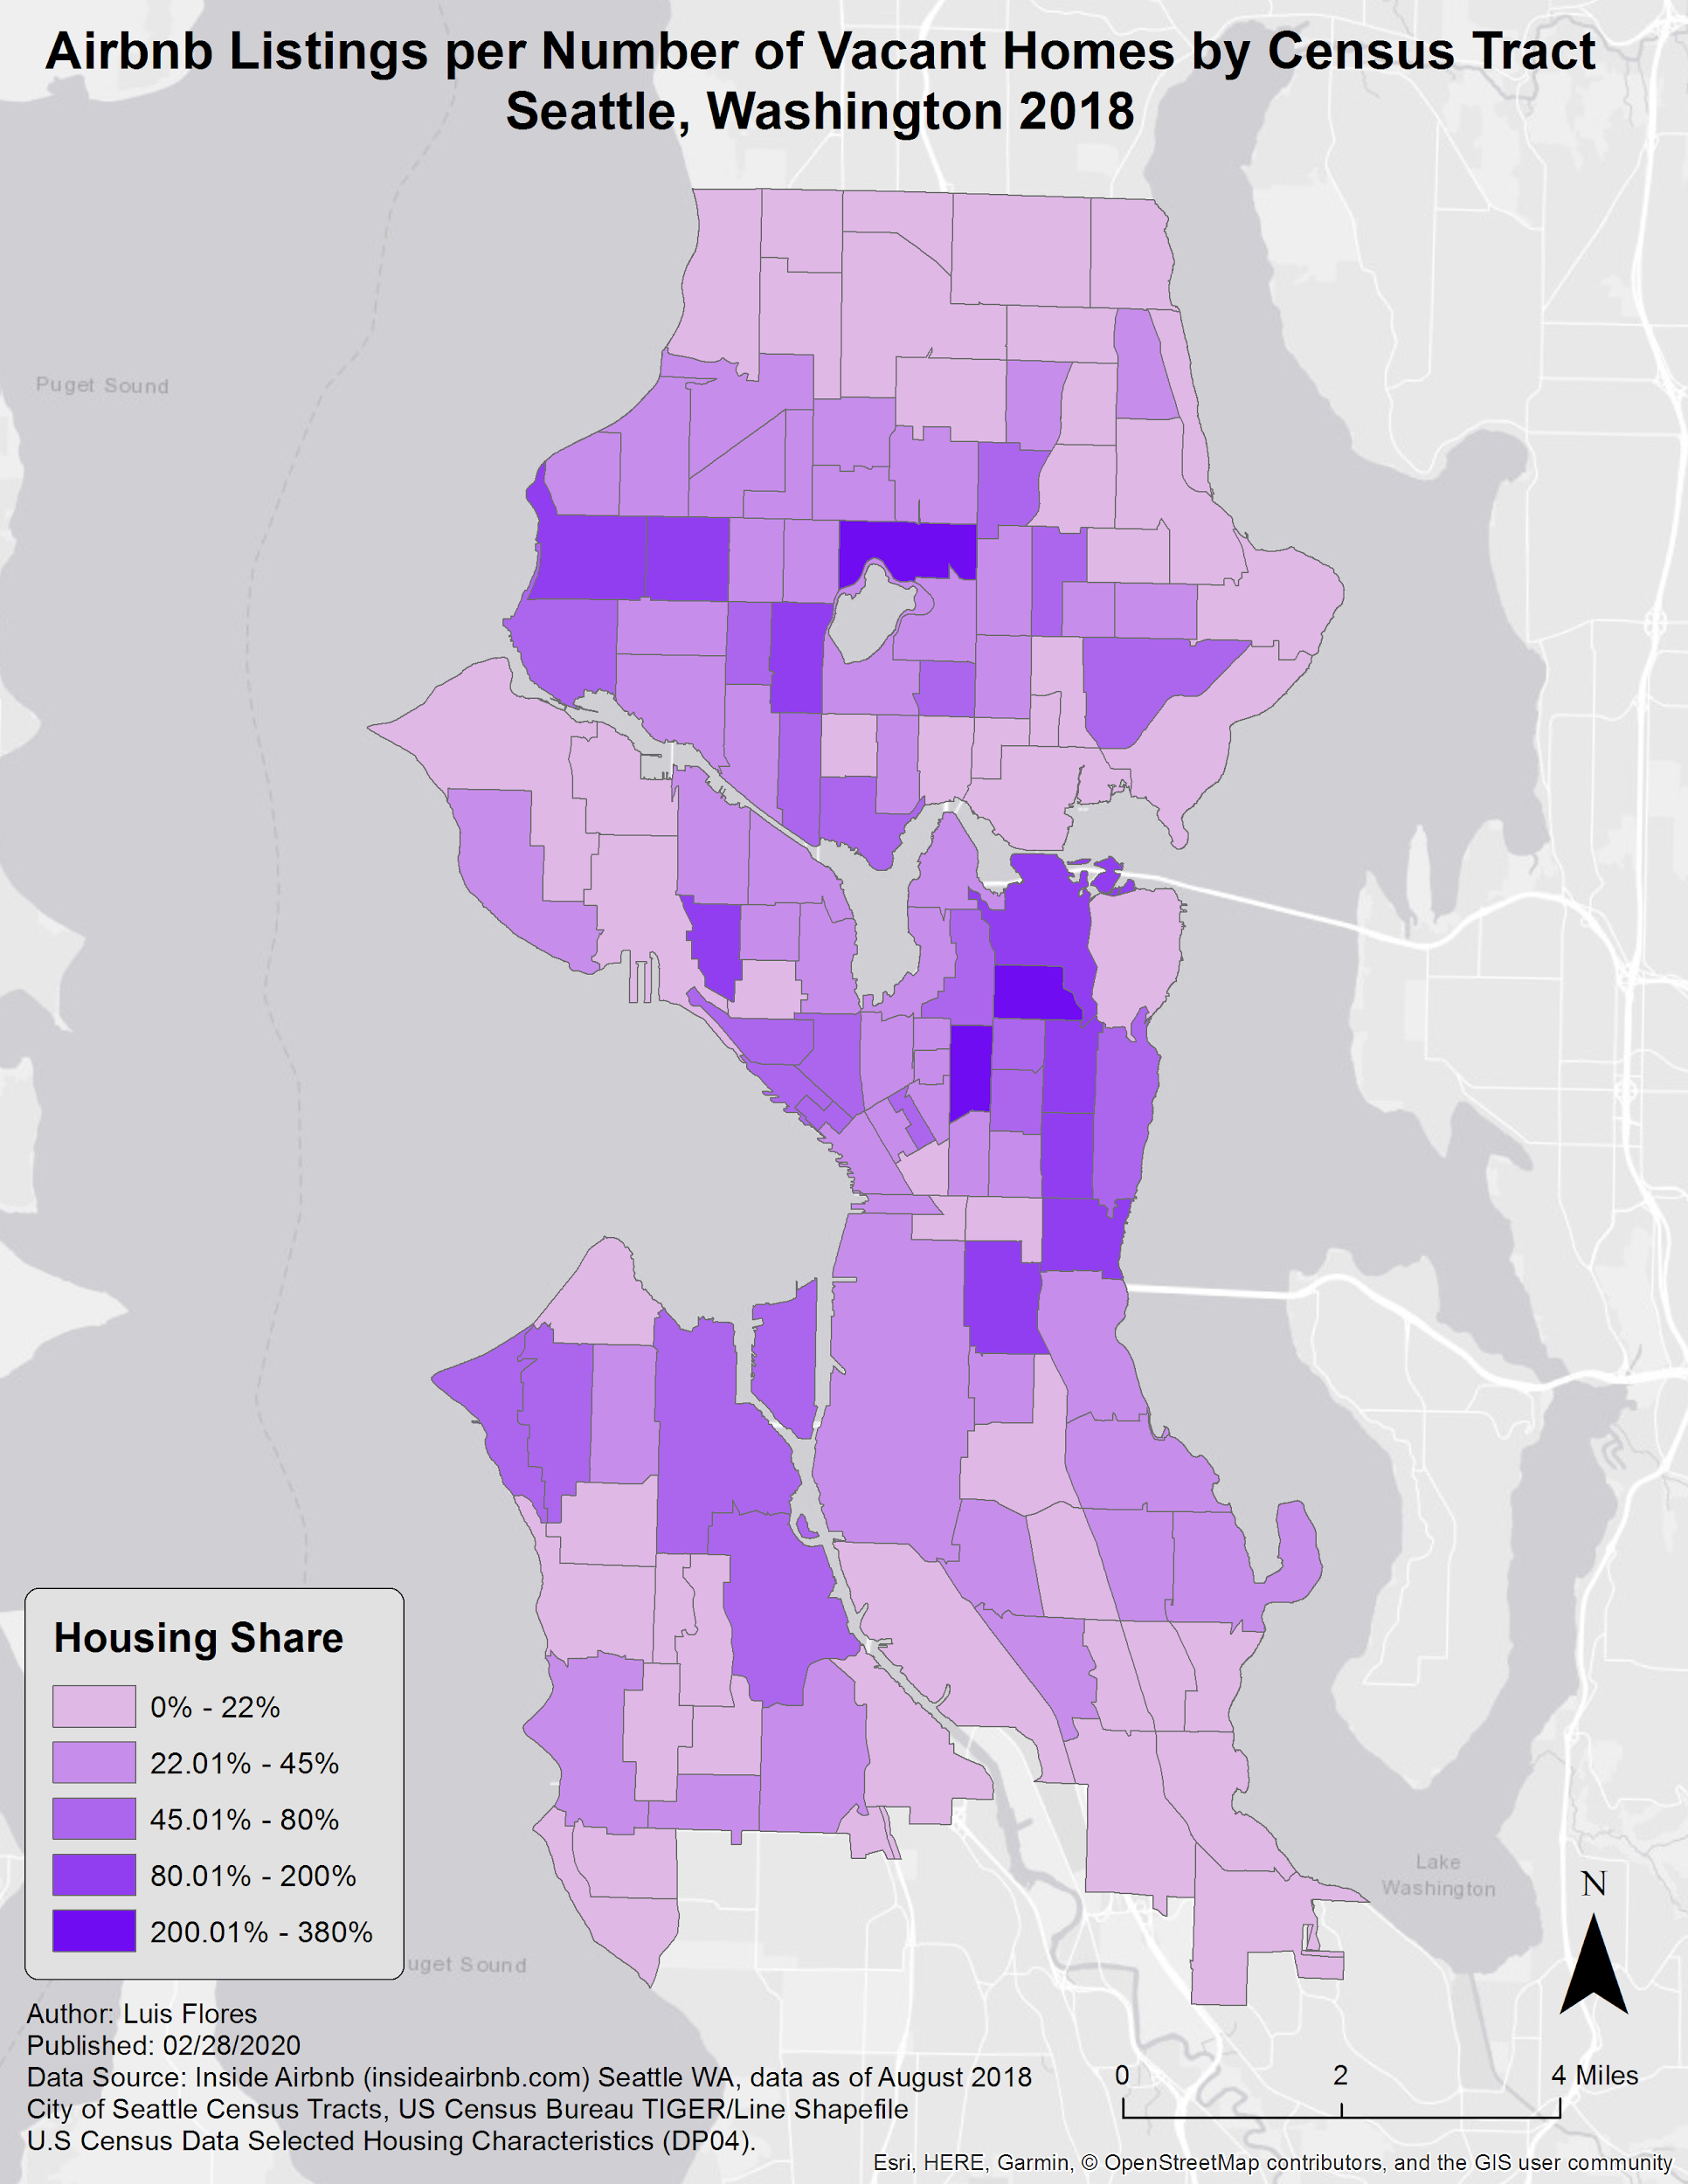 Airbnb Listings per Number of Vacant Homes by Census Tract
Seattle, Washington 2018
Puget Sound
Housing Share
0% - 22%
22.01% - 45%
45.01% - 80%
80.01% - 200%
200.01% - 380%
uget Sound
Lake
Washington
N
Author: Luis Flores
Published: 02/28/2020
Data Source: Inside Airbnb (insideairbnb.com) Seattle WA, data as of August 2018
City of Seattle Census Tracts, US Census Bureau TIGER/Line Shapefile
U.S Census Data Selected Housing Characteristics (DP04).
0 2 4 Miles
Esri, HERE, Garmin, © OpenStreetMap contributors, and the GIS user community